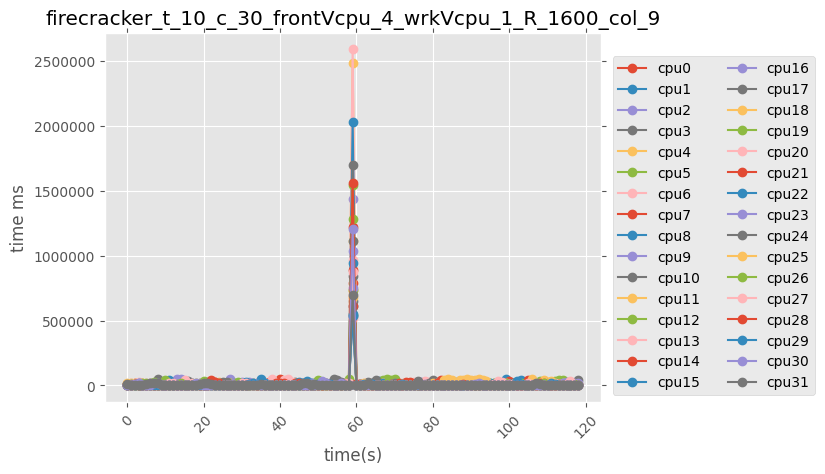 firecracker_t_10_c_30_frontVcpu_4_wrkVcpu_1_R_1600_col_9
time ms
2500000
2000000
1500000
1000000
500000
0
0 20 40 60 80 100 120
time(s)
cpu0 cpu16
cpu1 cpu17
cpu2 cpu18
cpu3 cpu19
cpu4 cpu20
cpu5 cpu21
cpu6 cpu22
cpu7 cpu23
cpu8 cpu24
cpu9 cpu25
cpu10 cpu26
cpu11 cpu27
cpu12 cpu28
cpu13 cpu29
cpu14 cpu30
cpu15 cpu31